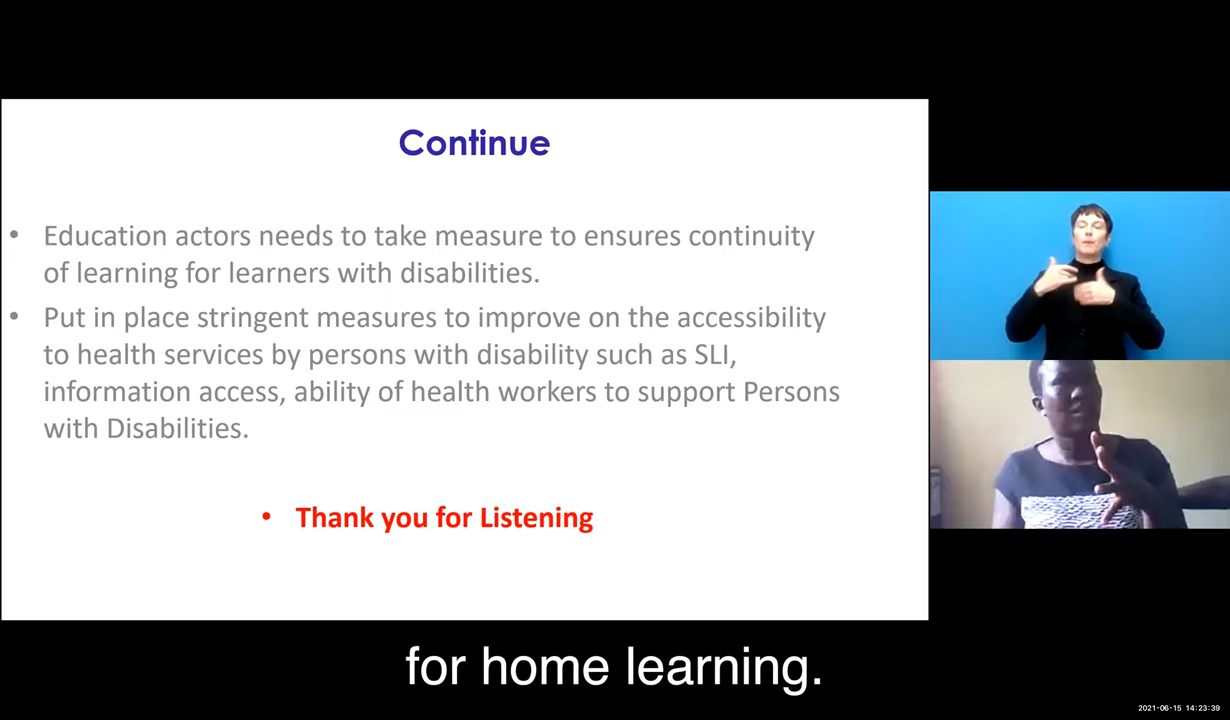 Continue
• Education actors needs to take measure to ensures continuity
of learning for learners with disabilities.
• Put in place stringent measures to improve on the accessibility
to health services by persons with disability such as SLI,
information access, ability of health workers to support Persons
with Disabilities.
• Thank you for Listening
for home learning.
2021-06-15 14:23:39